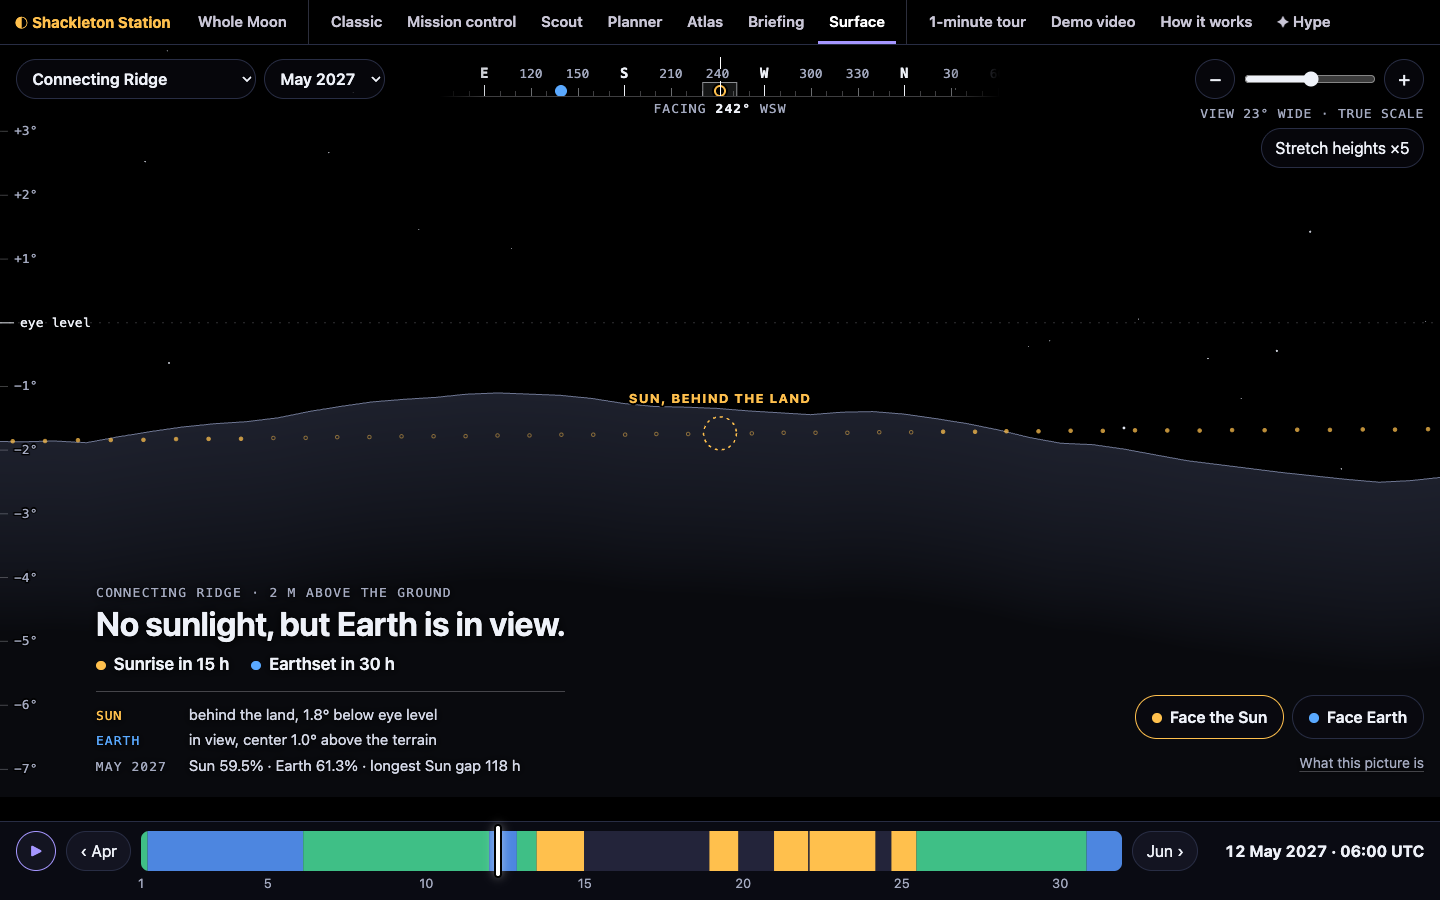 Shackleton Station Whole Moon Classic Mission control Scout Planner Atlas Briefing Surface 1-minute tour Demo video How it works ✦ Hype
Connecting Ridge May 2027
E 120 150 S 210 240 W 300 330 N 30 6
FACING 242° WSW
− +
VIEW 23° WIDE · TRUE SCALE
Stretch heights ×5
+3°
+2°
+1°
eye level
−1°
SUN, BEHIND THE LAND
−2°
−3°
−4°
CONNECTING RIDGE · 2 M ABOVE THE GROUND
No sunlight, but Earth is in view.
−5°
Sunrise in 15 h Earthset in 30 h
−6°
SUN behind the land, 1.8° below eye level
EARTH in view, center 1.0° above the terrain
MAY 2027 Sun 59.5% · Earth 61.3% · longest Sun gap 118 h
−7°
Face the Sun Face Earth
What this picture is
‹ Apr Jun › 12 May 2027 · 06:00 UTC
1 5 10 15 20 25 30